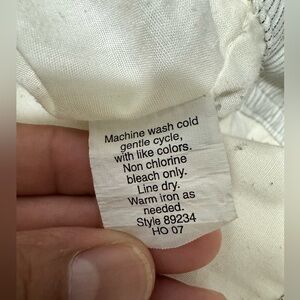 Machine wash cold
gentle cycle,
with like colors.
Non chlorine
bleach only.
Line dry.
Warm iron as
needed.
Style 89234
HO 07